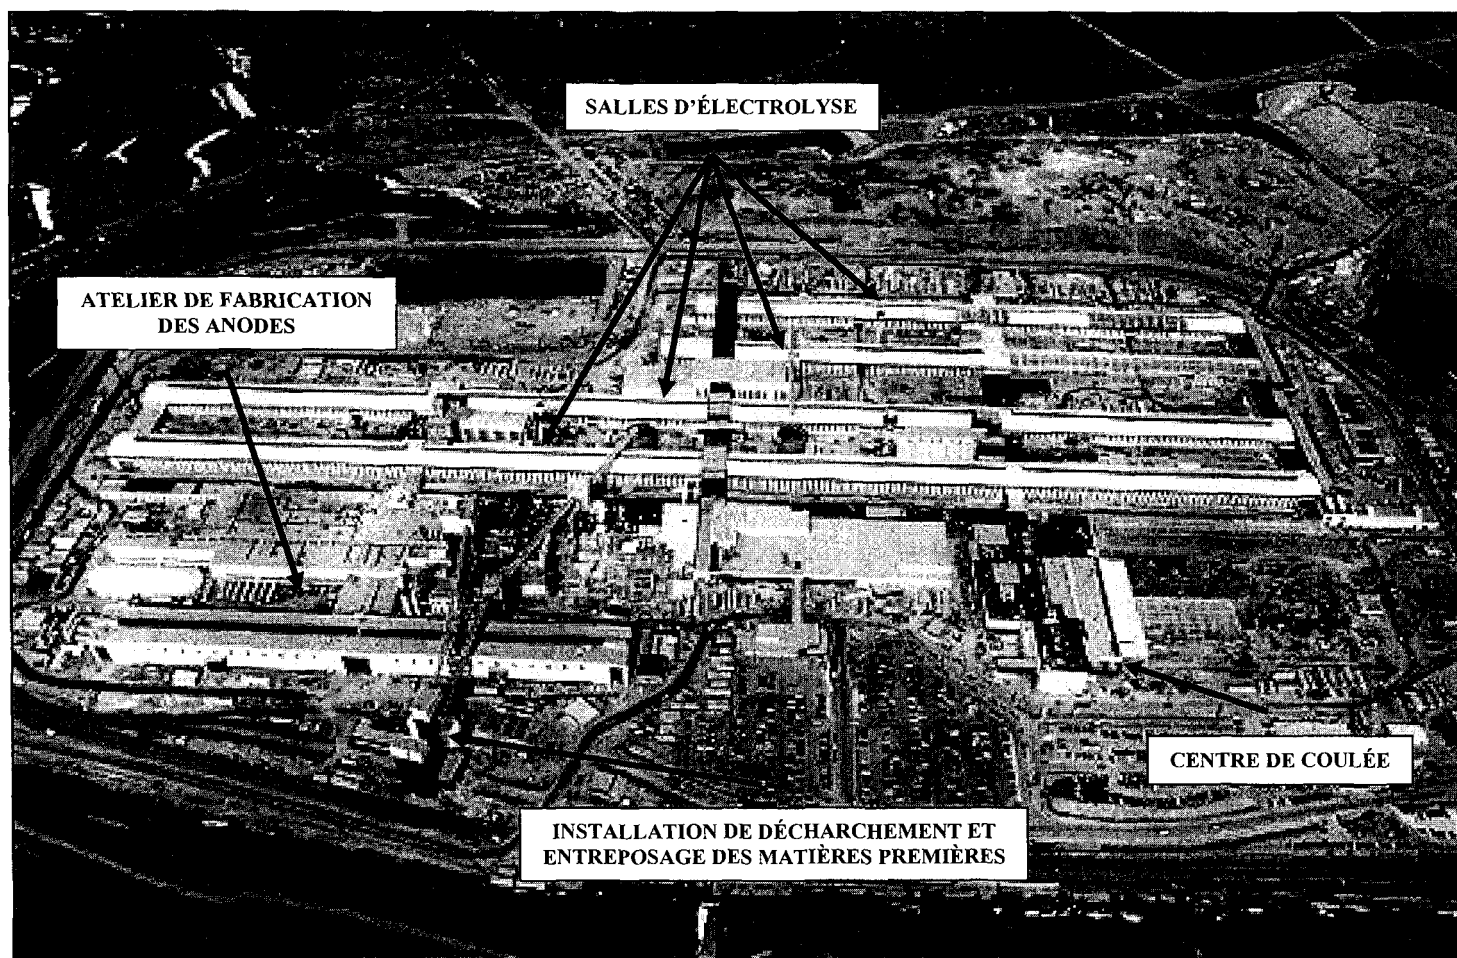 SALLES D'ÉLECTROLYSE
ATELIER DE FABRICATION
DES ANODES
CENTRE DE COULÉE
INSTALLATION DE DÉCHARCHEMENT ET
ENTREPOSAGE DES MATIÈRES PREMIÈRES